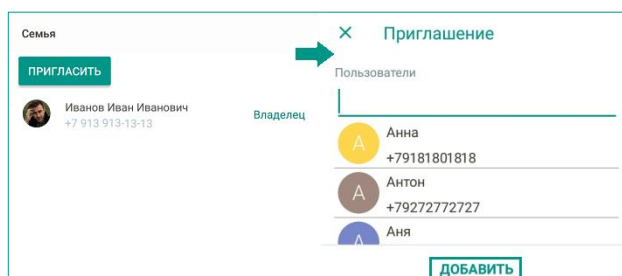 Семья
ПРИГЛАСИТЬ
Иванов Иван Иванович
+7 913 913-13-13
Владелец
× Приглашение
Пользователи
А
Анна
+79181801818
А
Антон
+79272772727
А
Аня
ДОБАВИТЬ